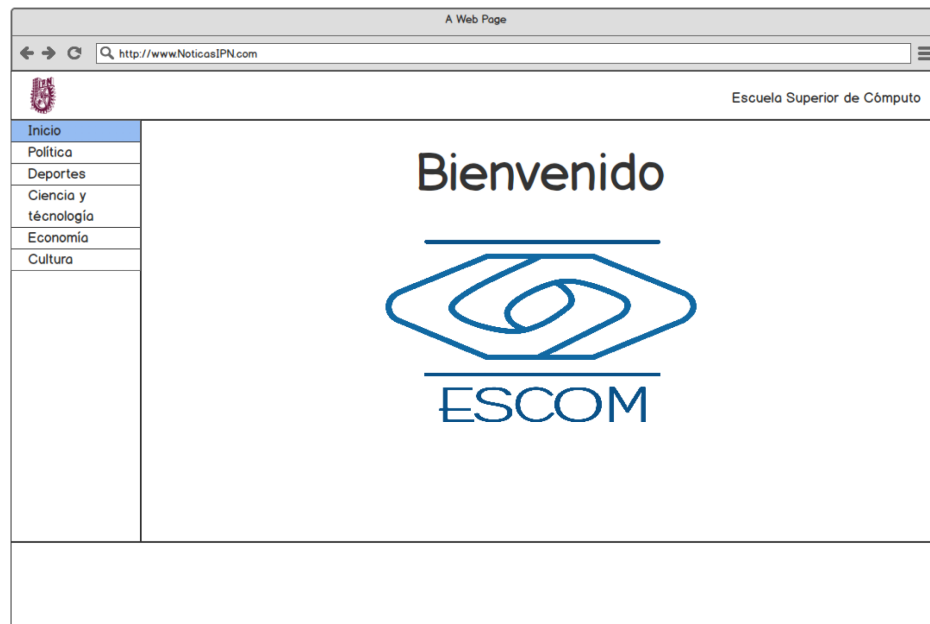 A Web Page
http://www.NoticasIPN.com
IPN
Escuela Superior de Cómputo
Inicio
Política
Deportes
Ciencia y
técnología
Economía
Cultura
Bienvenido
ESCOM